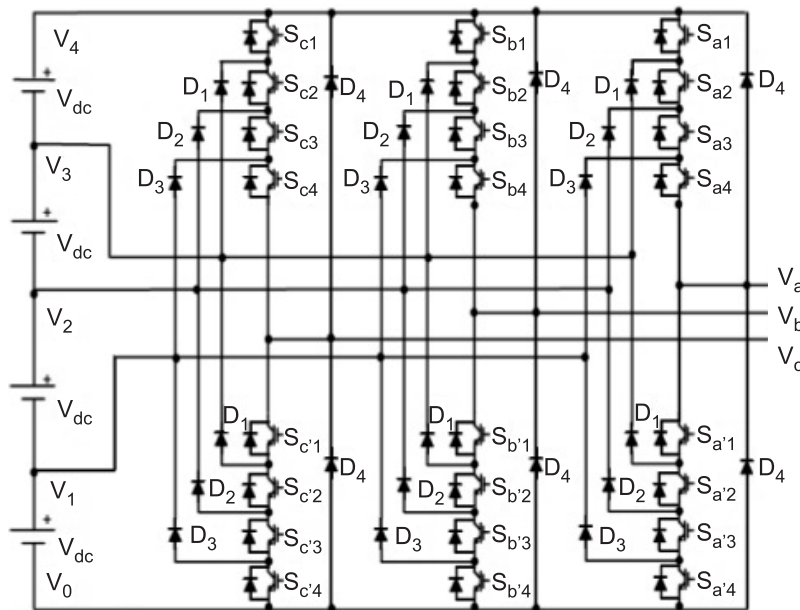 V4
Sc1
Sb1
Sa1
D1
Sc2
D4
D1
Sb2
D4
D1
Sa2
D4
Vdc
D2
Sc3
D2
Sb3
D2
Sa3
V3
D3
Sc4
D3
Sb4
D3
Sa4
Vdc
Va
V2
Vb
Vc
Vdc
D1
Sc'1
D1
Sb'1
D1
Sa'1
D4
D4
D4
V1
D2
Sc'2
D2
Sb'2
D2
Sa'2
Vdc
D3
Sc'3
D3
Sb'3
D3
Sa'3
V0
Sc'4
Sb'4
Sa'4